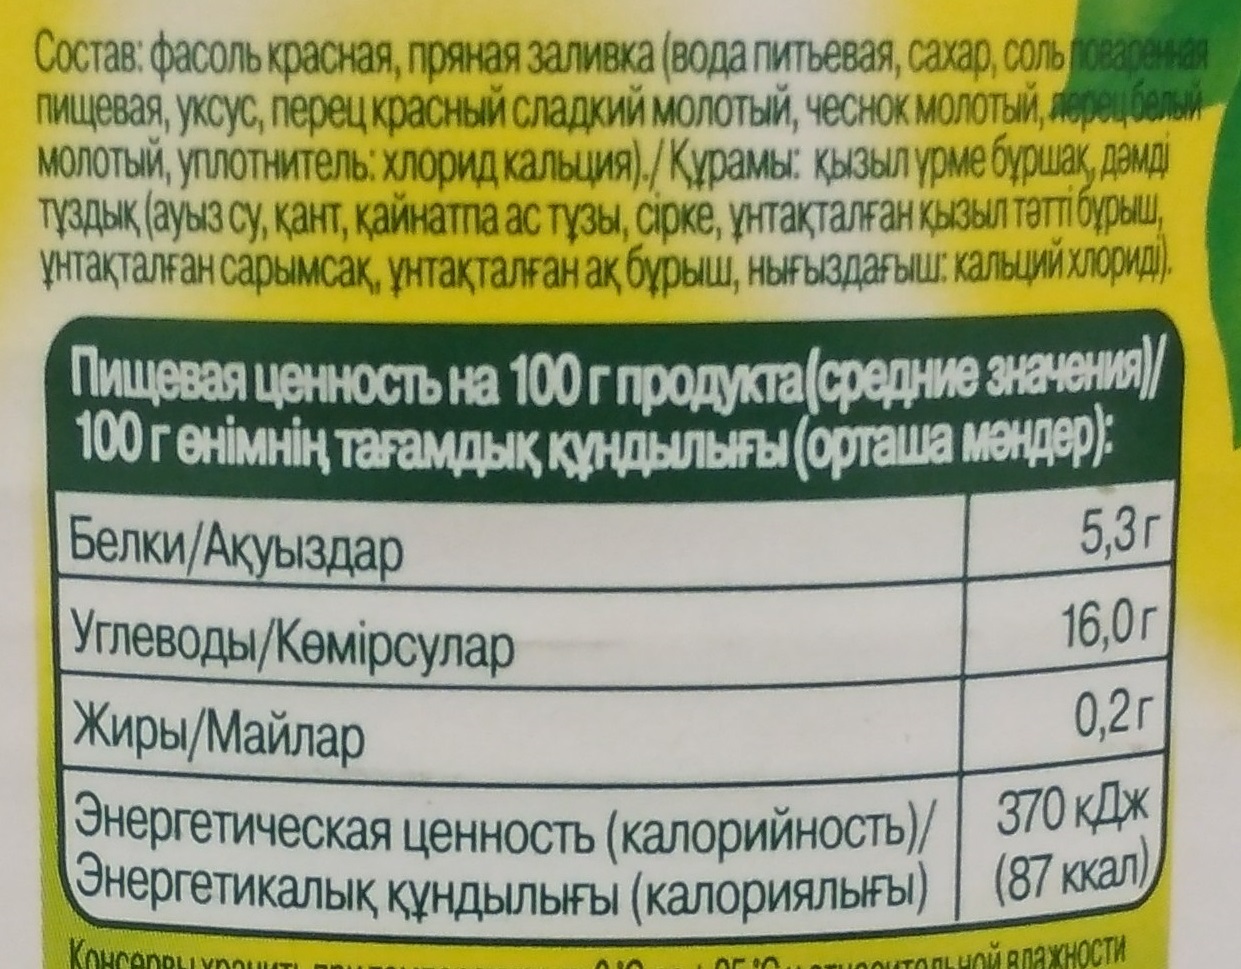 Состав: фасоль красная, пряная заливка (вода питьевая, сахар, соль поваренная
пищевая, уксус, перец красный сладкий молотый, чеснок молотый, перец белый
молотый, уплотнитель: хлорид кальция)./ Құрамы: қызыл үрме бұршақ, дәмді
тұздық (ауыз су, қант, қайнатпа ас тұзы, сірке, ұнтақталған қызыл тәтті бұрыш,
ұнтақталған сарымсақ, ұнтақталған ақ бұрыш, нығыздағыш: кальций хлориді).
Пищевая ценность на 100 г продукта (средние значения)/
100 г өнімнің тағамдық құндылығы (орташа мәндер):
Белки/Ақуыздар 5,3 г
Углеводы/Көмірсулар 16,0 г
Жиры/Майлар 0,2 г
Энергетическая ценность (калорийность)/ 370 кДж
Энергетикалық құндылығы (калориялығы) (87 ккал)
Консервы хранить относительной влажности